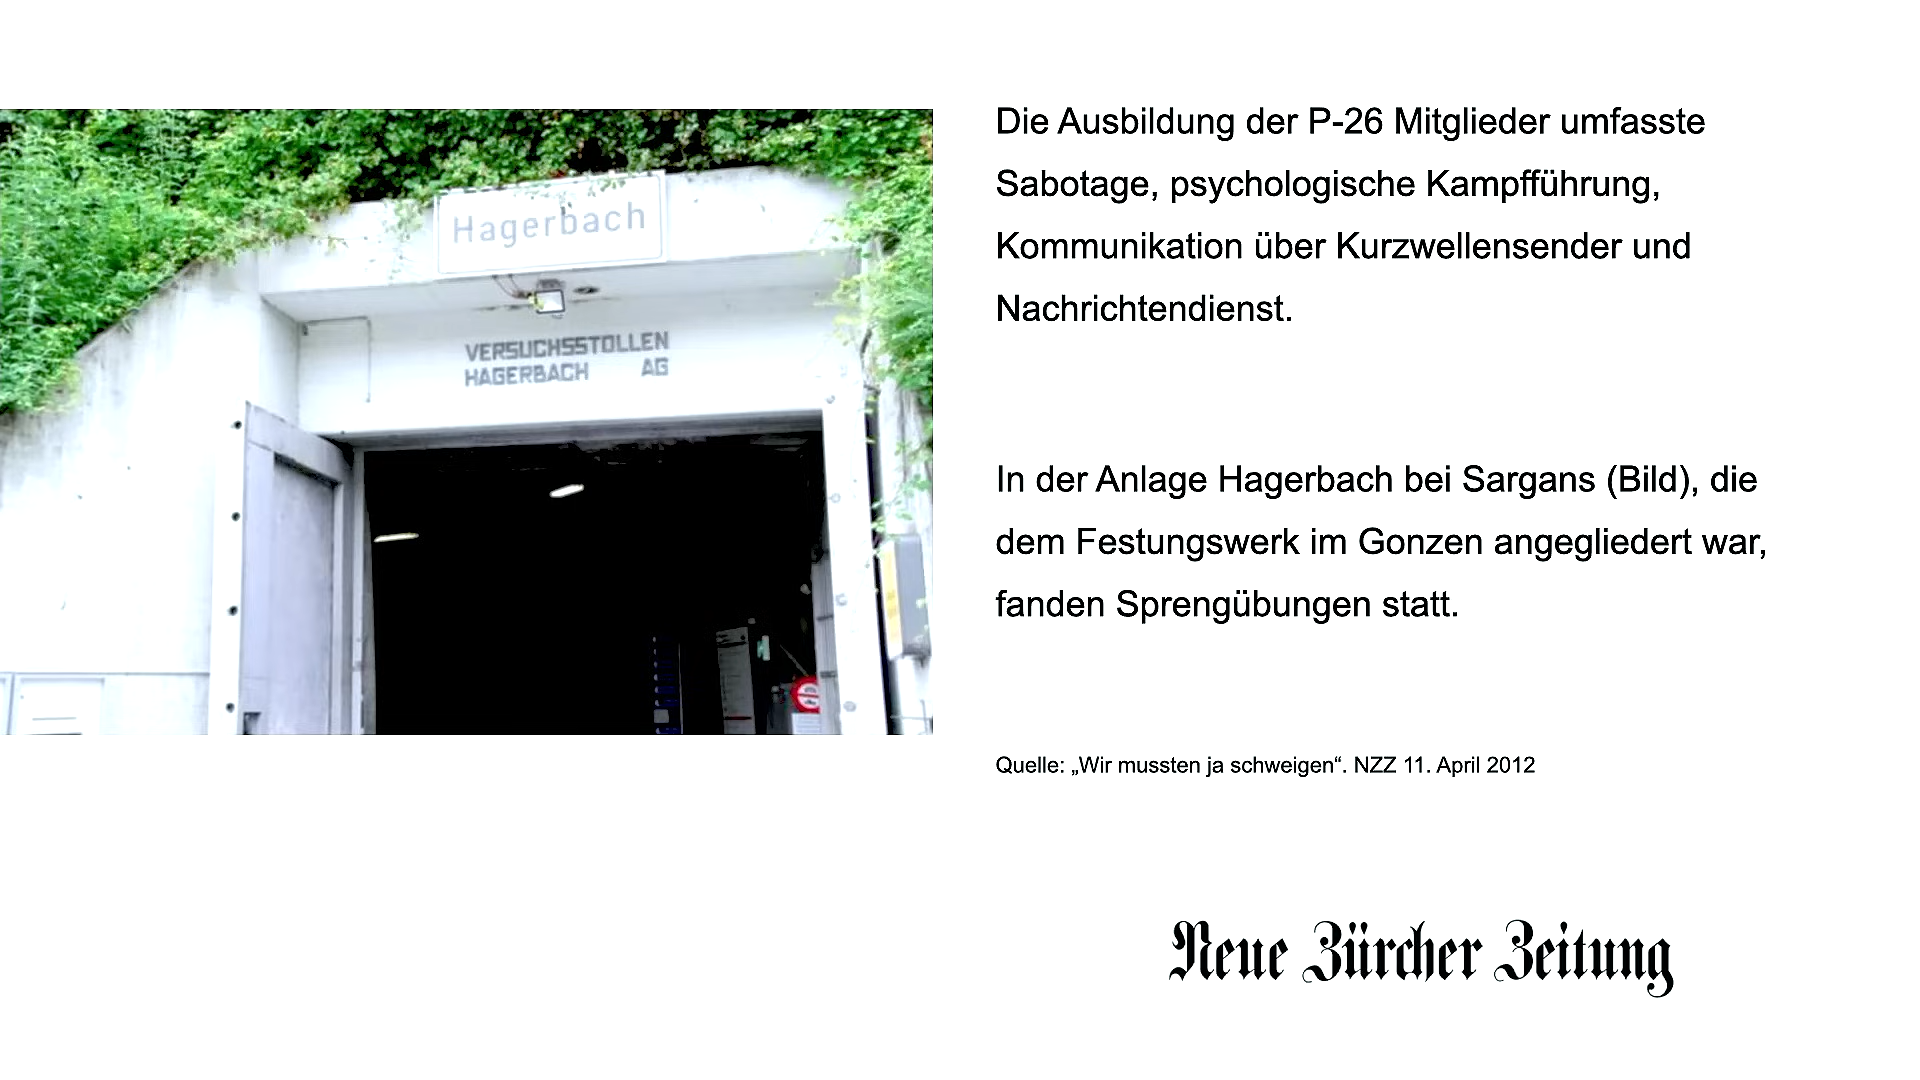 Hagerbach
VERSUCHSSTOLLEN
HAGERBACH AG
Die Ausbildung der P-26 Mitglieder umfasste
Sabotage, psychologische Kampfführung,
Kommunikation über Kurzwellensender und
Nachrichtendienst.
In der Anlage Hagerbach bei Sargans (Bild), die
dem Festungswerk im Gonzen angegliedert war,
fanden Sprengübungen statt.
Quelle: „Wir mussten ja schweigen“. NZZ 11. April 2012
Neue Zürcher Zeitung